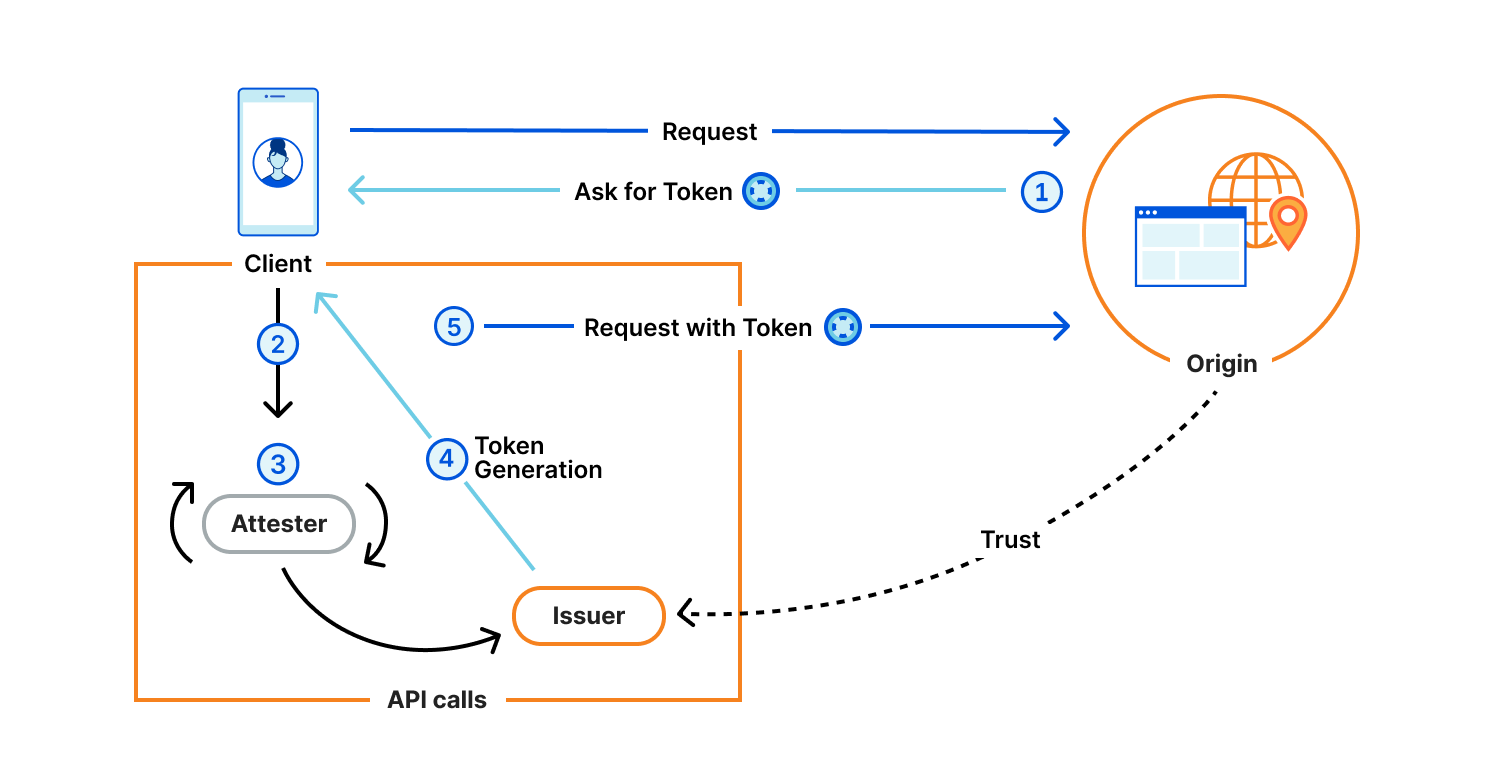 Request
Ask for Token
1
Client
5
Request with Token
2
Origin
4
Token
Generation
3
Attester
Trust
Issuer
API calls